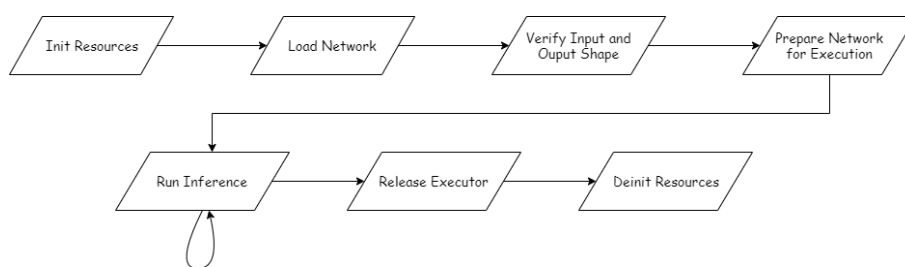 Init Resources
Load Network
Verify Input and
Ouput Shape
Prepare Network
for Execution
Run Inference
Release Executor
Deinit Resources